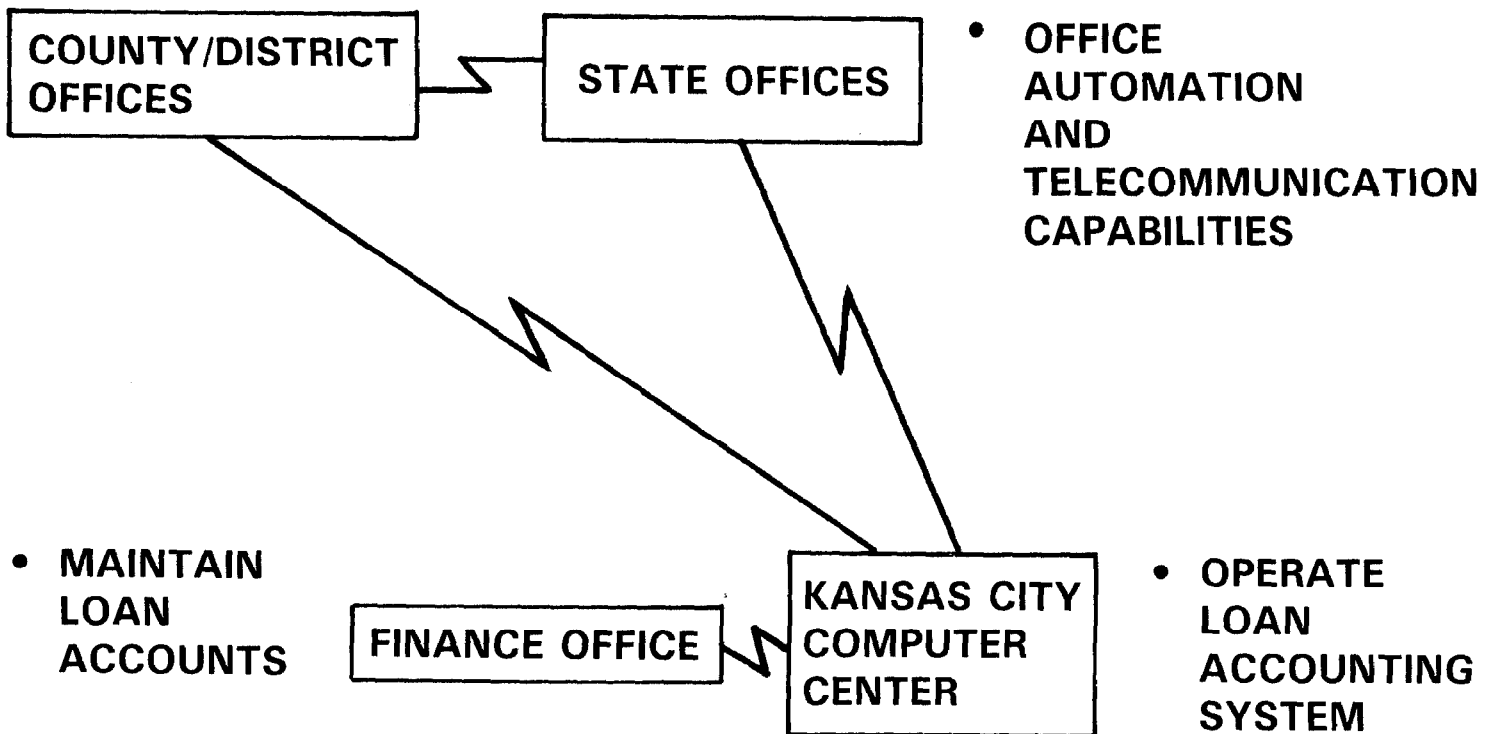 COUNTY/DISTRICT
OFFICES
STATE OFFICES
• OFFICE
AUTOMATION
AND
TELECOMMUNICATION
CAPABILITIES
• MAINTAIN
LOAN
ACCOUNTS
FINANCE OFFICE
KANSAS CITY
COMPUTER
CENTER
• OPERATE
LOAN
ACCOUNTING
SYSTEM